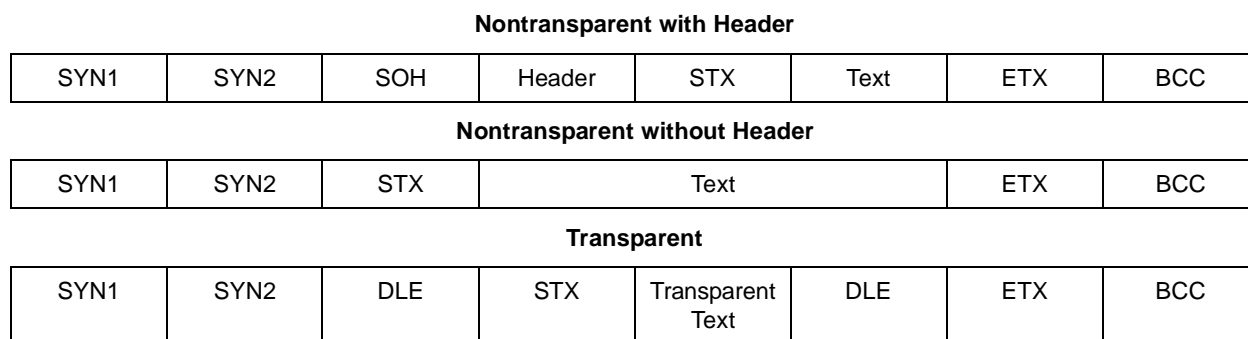 Nontransparent with Header
SYN1 SYN2 SOH Header STX Text ETX BCC
Nontransparent without Header
SYN1 SYN2 STX Text ETX BCC
Transparent
SYN1 SYN2 DLE STX Transparent DLE ETX BCC
Text